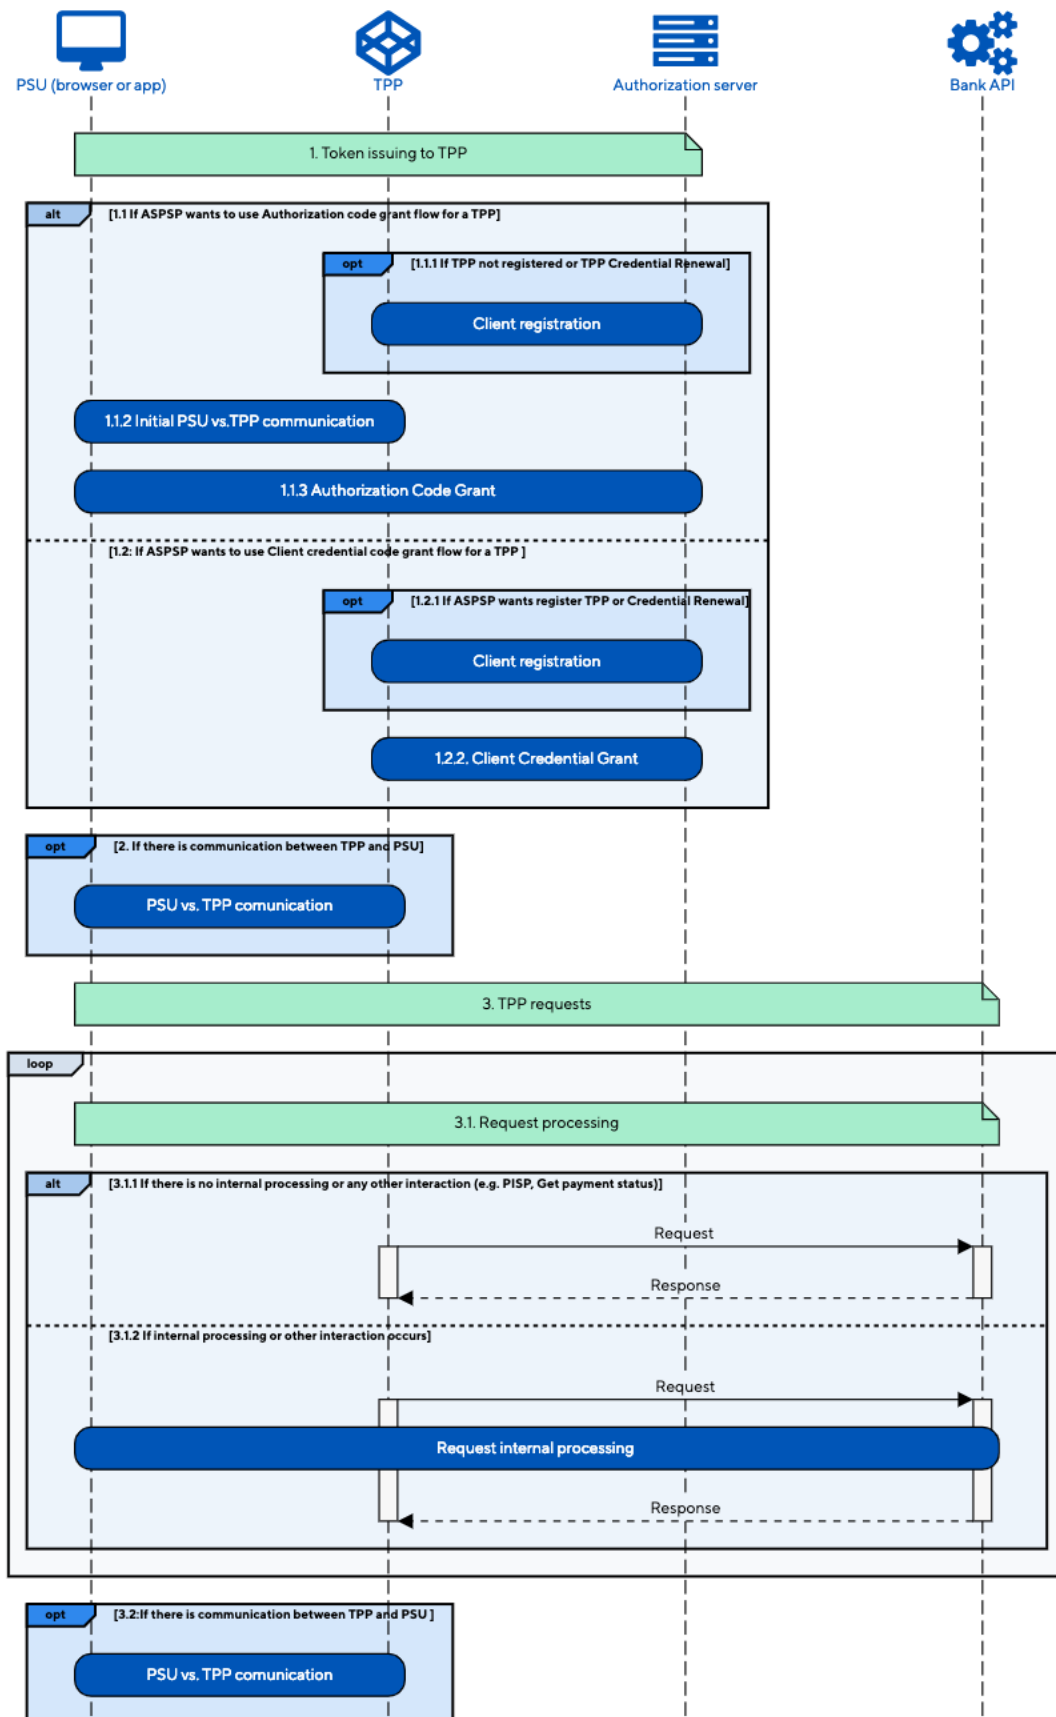 PSU (browser or app)
TPP
Authorization server
Bank API
1. Token issuing to TPP
alt
[1.1 If ASPSP wants to use Authorization code grant flow for a TPP]
opt
[1.1.1 If TPP not registered or TPP Credential Renewal]
Client registration
1.1.2 Initial PSU vs.TPP communication
1.1.3 Authorization Code Grant
[1.2: If ASPSP wants to use Client credential code grant flow for a TPP ]
opt
[1.2.1 If ASPSP wants register TPP or Credential Renewal]
Client registration
1.2.2. Client Credential Grant
opt
[2. If there is communication between TPP and PSU]
PSU vs. TPP comunication
3. TPP requests
loop
3.1. Request processing
alt
[3.1.1 If there is no internal processing or any other interaction (e.g. PISP, Get payment status)]
Request
Response
[3.1.2 If internal processing or other interaction occurs]
Request
Request internal processing
Response
opt
[3.2:If there is communication between TPP and PSU ]
PSU vs. TPP comunication